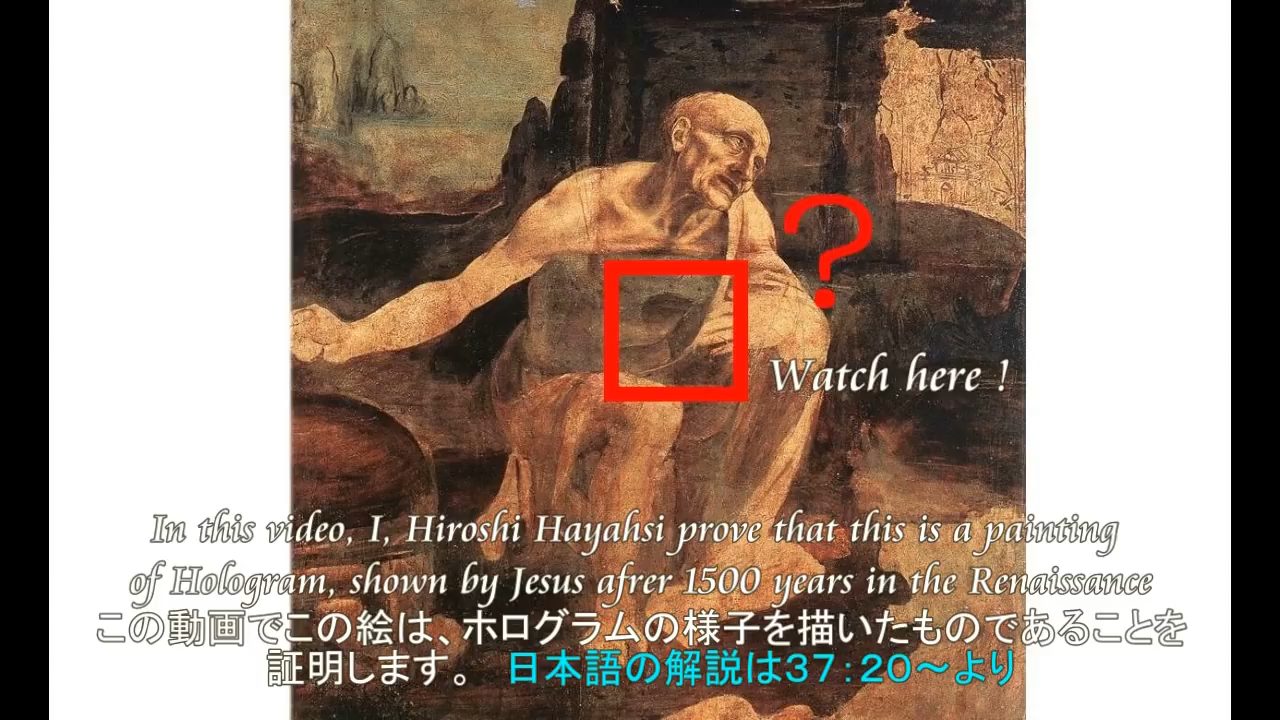 ?
Watch here !
In this video, I, Hiroshi Hayahsi prove that this is a painting
of Hologram, shown by Jesus afrer 1500 years in the Renaissance
この動画でこの絵は、ホログラムの様子を描いたものであることを
証明します。 日本語の解説は37:20〜より